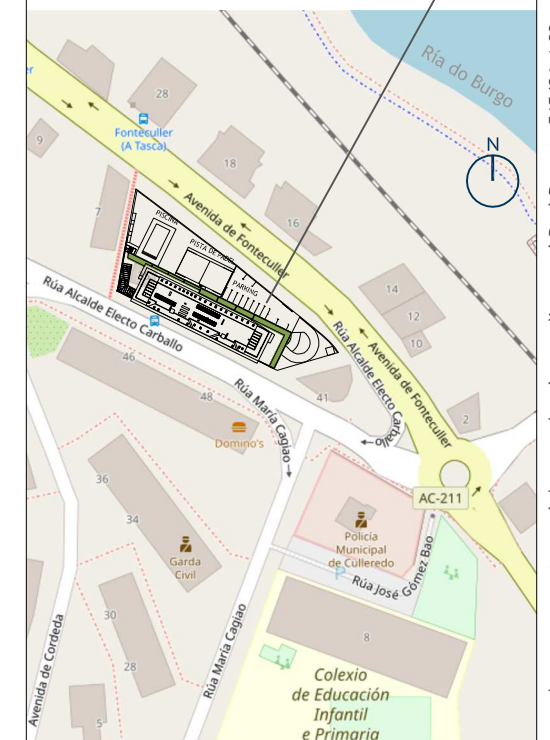 Ría do Burgo
N
er
28
Fonteculler
(A Tasca)
9
18
Avenida de Fonteculler
7
16
PISCINA
PISTA DE PADEL
PARKING
14
12
10
Rúa Alcalde Electo Carballo
Rúa Alcalde Electo Carballo
Avenida de Fonteculler
46
48
41
2
Rúa María Cagiao
Domino's
AC-211
36
34
Garda
Civil
Policía
Municipal
de Culleredo
P
Rúa José Gómez Bao
30
28
8
Avenida de Cordeda
Rúa María Cagiao
5
Colexio
de Educación
Infantil
e Primaria